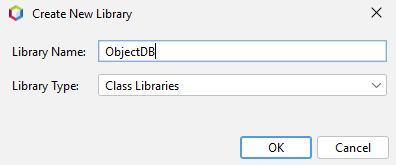 Create New Library
Library Name: ObjectDB
Library Type: Class Libraries
OK Cancel